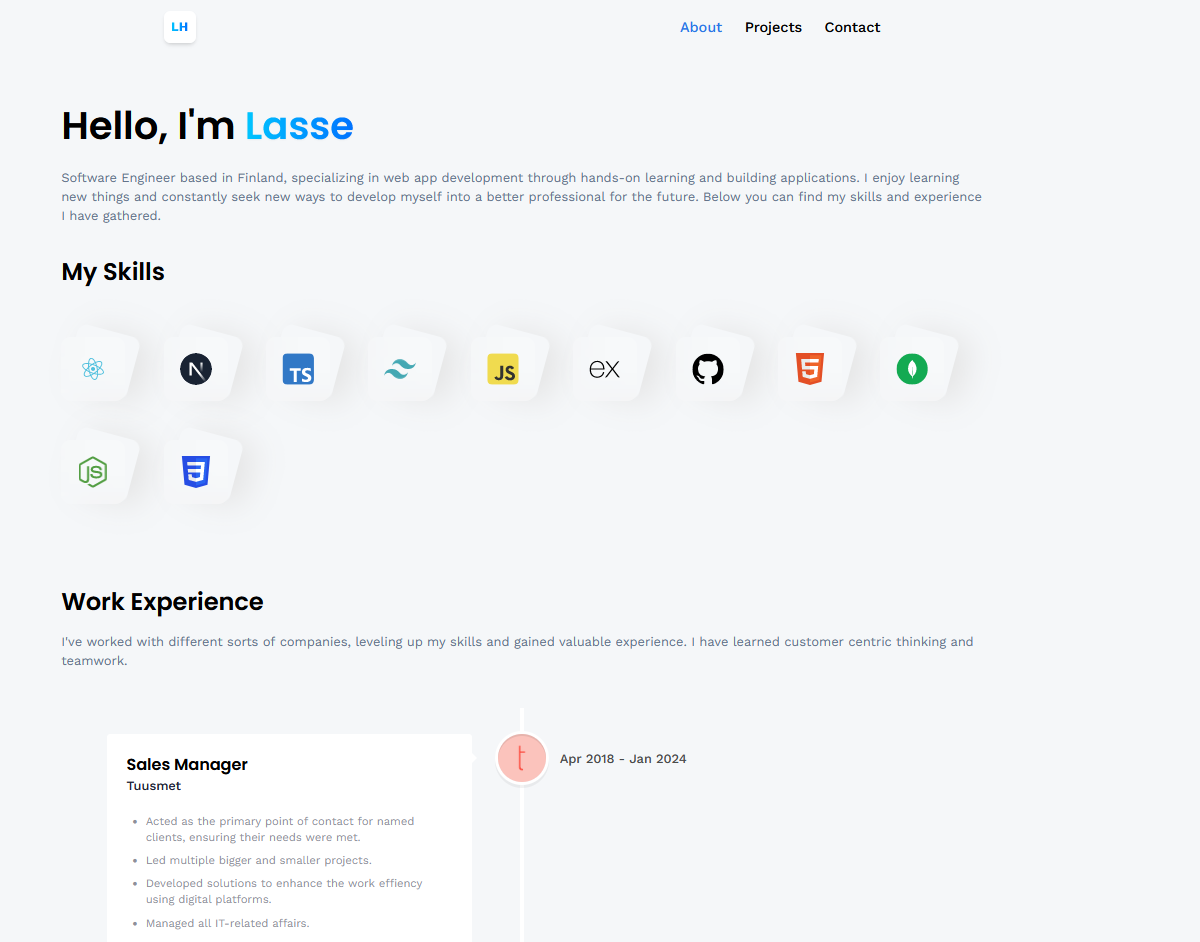 LH
About Projects Contact
Hello, I'm Lasse
Software Engineer based in Finland, specializing in web app development through hands-on learning and building applications. I enjoy learning
new things and constantly seek new ways to develop myself into a better professional for the future. Below you can find my skills and experience
I have gathered.
My Skills
N TS JS ex 5
JS 3
Work Experience
I've worked with different sorts of companies, leveling up my skills and gained valuable experience. I have learned customer centric thinking and
teamwork.
t Apr 2018 - Jan 2024
Sales Manager
Tuusmet
• Acted as the primary point of contact for named
clients, ensuring their needs were met.
• Led multiple bigger and smaller projects.
• Developed solutions to enhance the work effiency
using digital platforms.
• Managed all IT-related affairs.